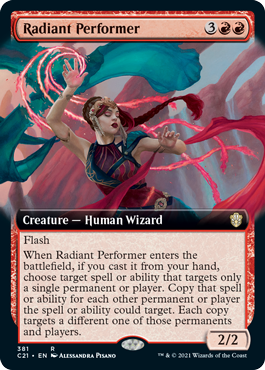 Radiant Performer 3
Creature — Human Wizard
Flash
When Radiant Performer enters the
battlefield, if you cast it from your hand,
choose target spell or ability that targets only
a single permanent or player. Copy that spell
or ability for each other permanent or player
the spell or ability could target. Each copy
targets a different one of those permanents
and players.
2/2
381 R
C21 • EN Alessandra Pisano
™ & © 2021 Wizards of the Coast